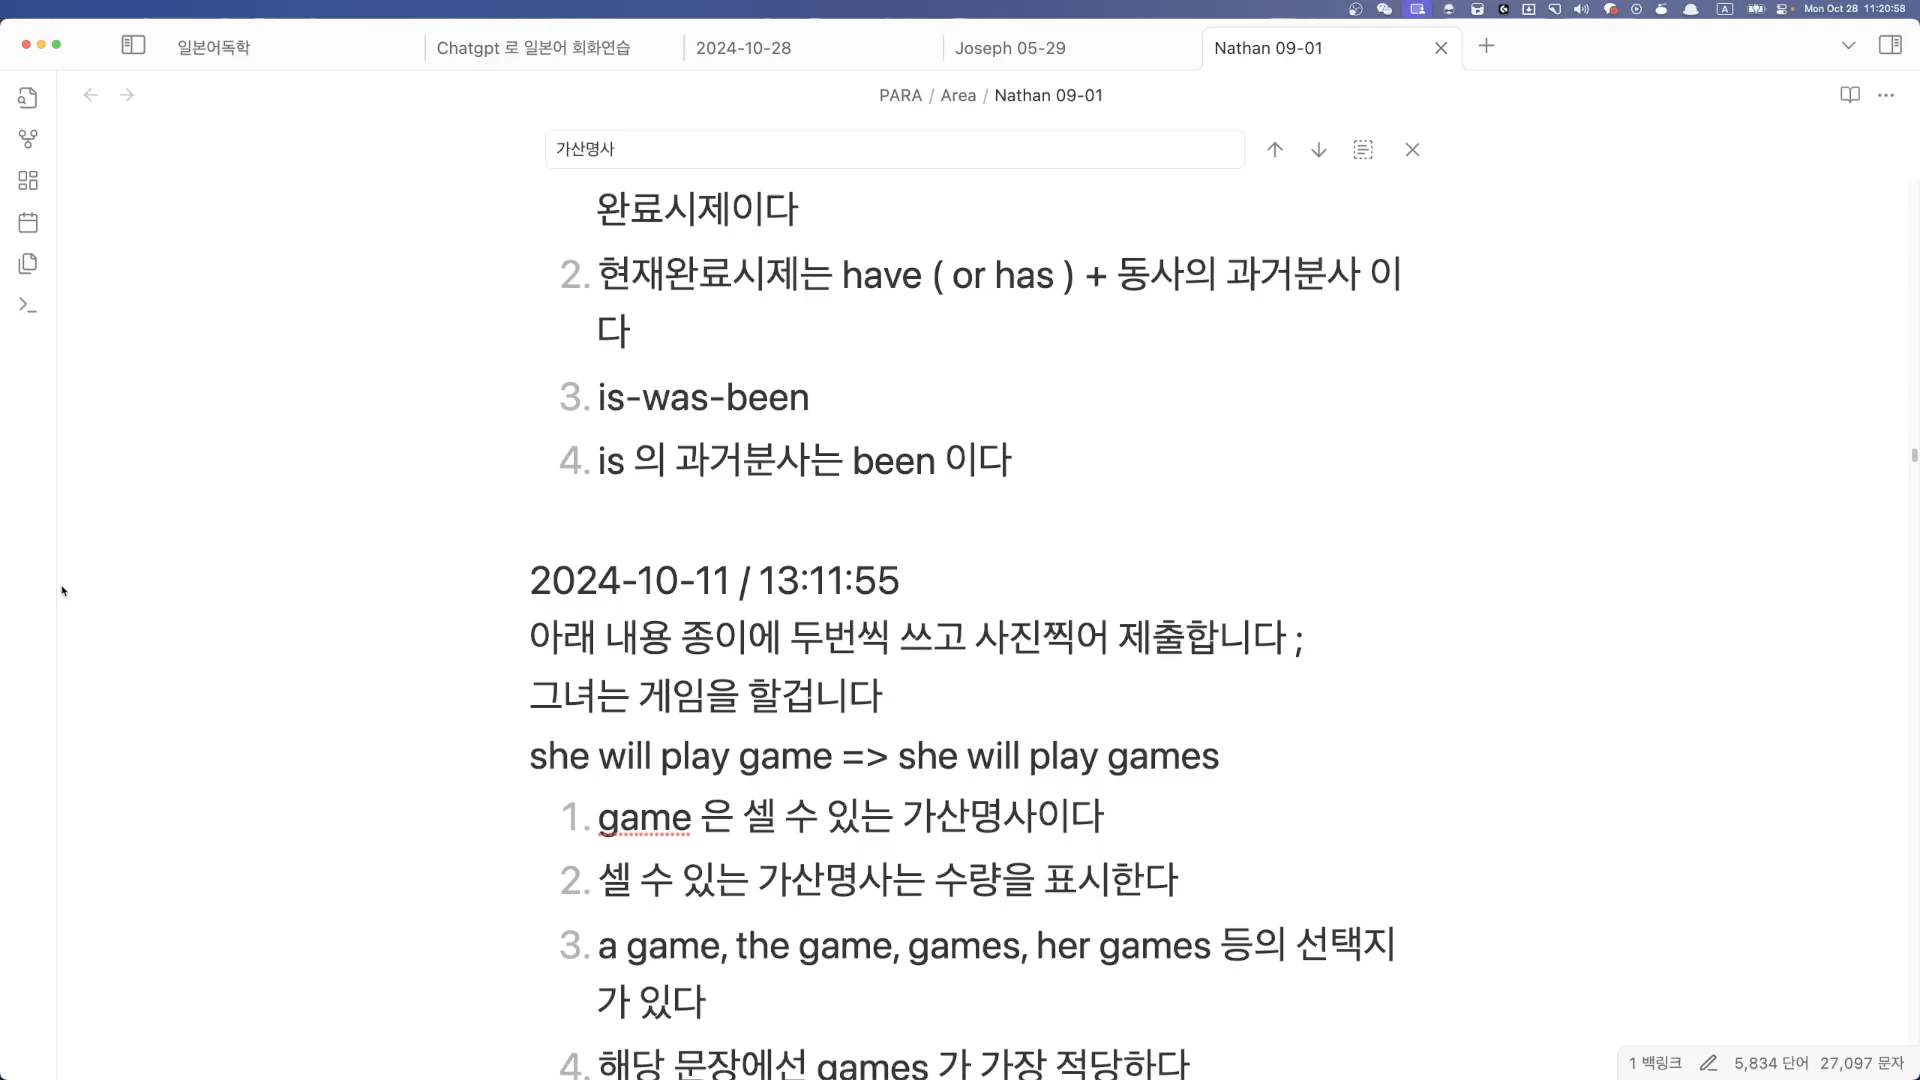 Mon Oct 28 11:20:58
일본어독학
Chatgpt 로 일본어 회화연습
2024-10-28
Joseph 05-29
Nathan 09-01
PARA / Area / Nathan 09-01
가산명사
완료시제이다
2. 현재완료시제는 have ( or has ) + 동사의 과거분사 이
다
3. is-was-been
4. is 의 과거분사는 been 이다
2024-10-11 / 13:11:55
아래 내용 종이에 두번씩 쓰고 사진찍어 제출합니다 ;
그녀는 게임을 할겁니다
she will play game => she will play games
1. game 은 셀 수 있는 가산명사이다
2. 셀 수 있는 가산명사는 수량을 표시한다
3. a game, the game, games, her games 등의 선택지
가 있다
4. 해당 문장에선 games 가 가장 적당하다
1 백링크 5,834 단어 27,097 문자